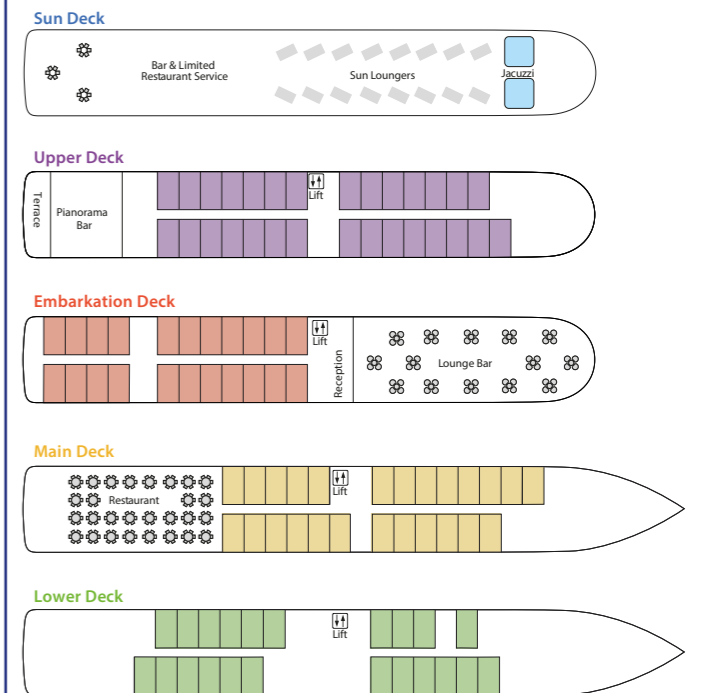 Sun Deck
Bar & Limited
Restaurant Service
Sun Loungers
Jacuzzi
Upper Deck
Terrace
Pianorama
Bar
Lift
Embarkation Deck
Lift
Reception
Lounge Bar
Main Deck
Restaurant
Lift
Lower Deck
Lift